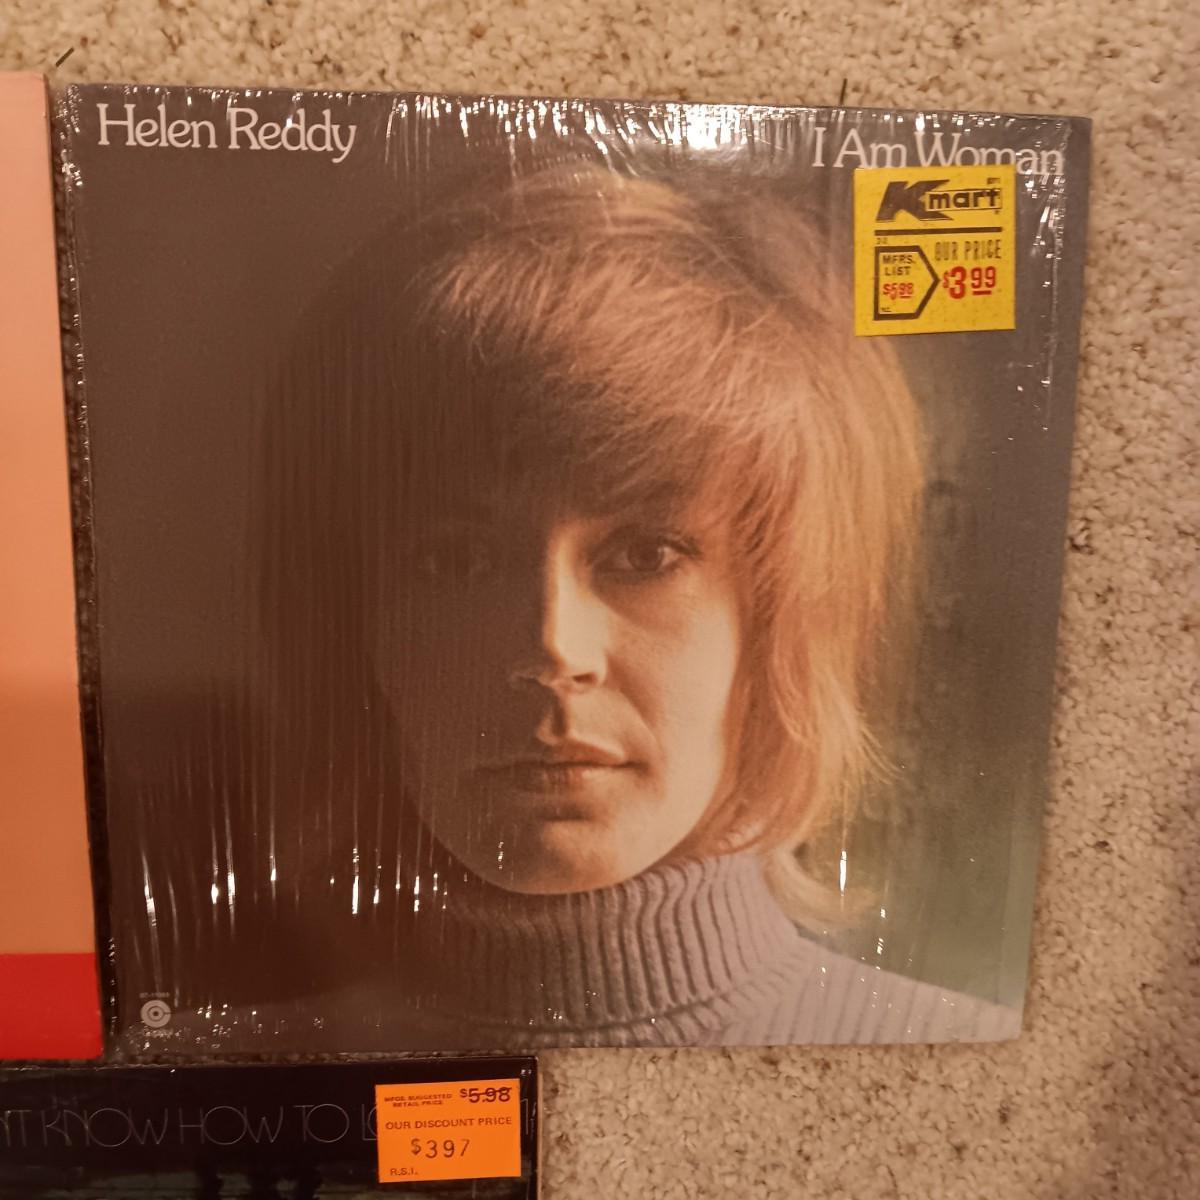 Helen Reddy
I Am Woman
Kmart
MFRS. LIST
$5.98
OUR PRICE
$3.99
NT KNOW HOW TO LO
MFGS. SUGGESTED
RETAIL PRICE
$5.98
OUR DISCOUNT PRICE
$397
R.S.I.